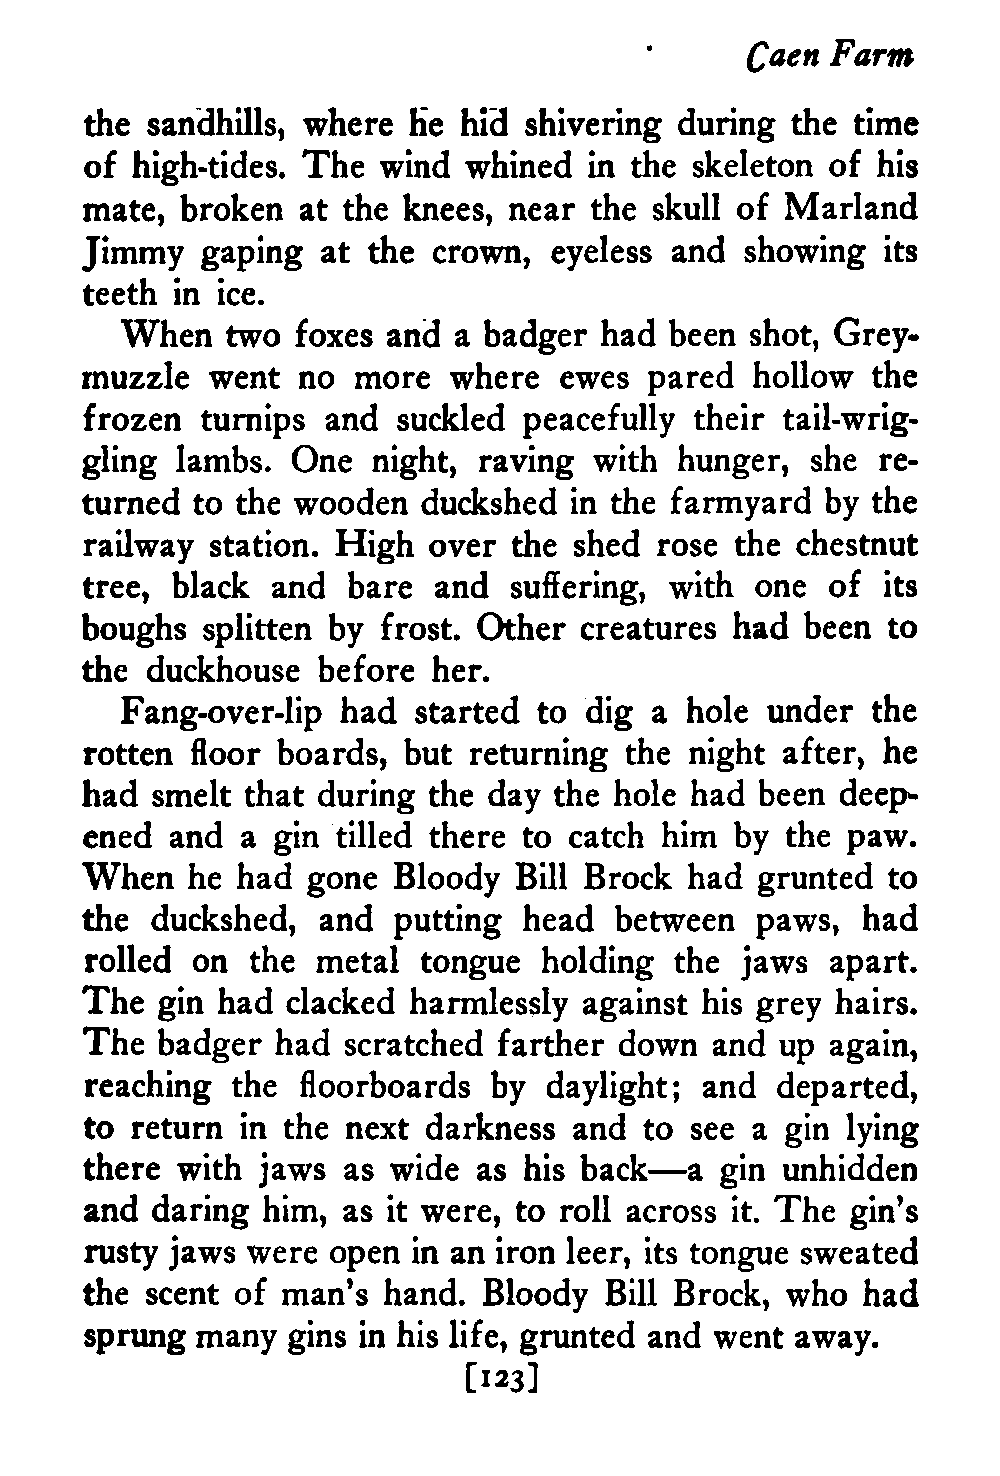 Caen Farm
the sandhills, where he hid shivering during the time
of high-tides. The wind whined in the skeleton of his
mate, broken at the knees, near the skull of Marland
Jimmy gaping at the crown, eyeless and showing its
teeth in ice.
When two foxes and a badger had been shot, Grey-
muzzle went no more where ewes pared hollow the
frozen turnips and suckled peacefully their tail-wrig-
gling lambs. One night, raving with hunger, she re-
turned to the wooden duckshed in the farmyard by the
railway station. High over the shed rose the chestnut
tree, black and bare and suffering, with one of its
boughs splitten by frost. Other creatures had been to
the duckhouse before her.
Fang-over-lip had started to dig a hole under the
rotten floor boards, but returning the night after, he
had smelt that during the day the hole had been deep-
ened and a gin tilled there to catch him by the paw.
When he had gone Bloody Bill Brock had grunted to
the duckshed, and putting head between paws, had
rolled on the metal tongue holding the jaws apart.
The gin had clacked harmlessly against his grey hairs.
The badger had scratched farther down and up again,
reaching the floorboards by daylight; and departed,
to return in the next darkness and to see a gin lying
there with jaws as wide as his back—a gin unhidden
and daring him, as it were, to roll across it. The gin's
rusty jaws were open in an iron leer, its tongue sweated
the scent of man's hand. Bloody Bill Brock, who had
sprung many gins in his life, grunted and went away.
[123]